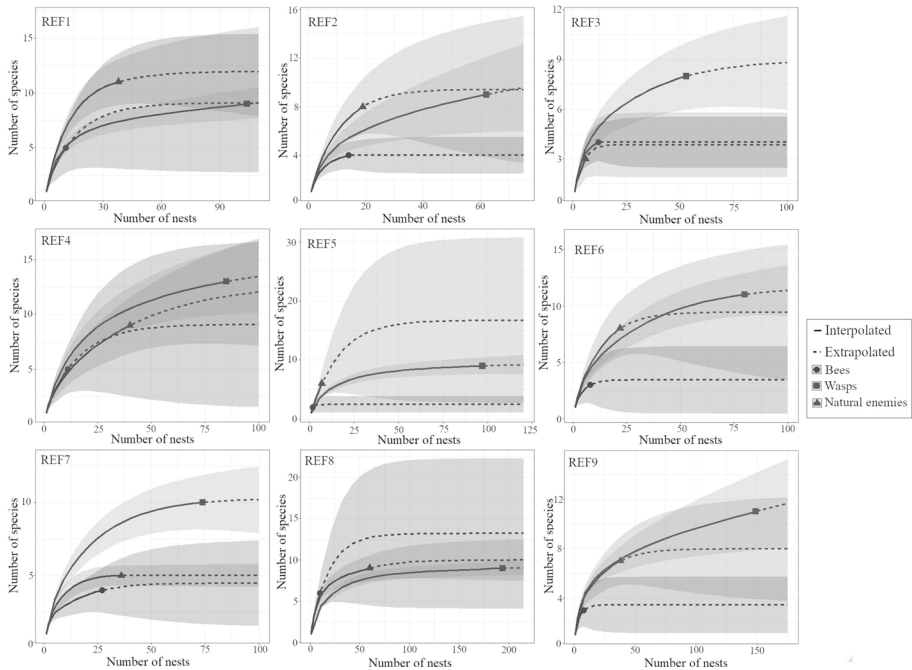 REF1
Number of species
15
10
5
0
0
30
60
90
Number of nests
REF2
Number of species
16
12
8
4
0
0
20
40
60
Number of nests
REF3
Number of species
12
9
6
3
0
0
25
50
75
100
Number of nests
REF4
Number of species
15
10
5
0
0
25
50
75
100
Number of nests
REF5
Number of species
30
20
10
0
0
25
50
75
100
125
Number of nests
REF6
Number of species
15
10
5
0
0
25
50
75
100
Number of nests
Interpolated
Extrapolated
Bees
Wasps
Natural enemies
REF7
Number of species
10
5
0
0
25
50
75
100
Number of nests
REF8
Number of species
20
15
10
5
0
0
50
100
150
200
Number of nests
REF9
Number of species
12
8
4
0
0
50
100
150
Number of nests